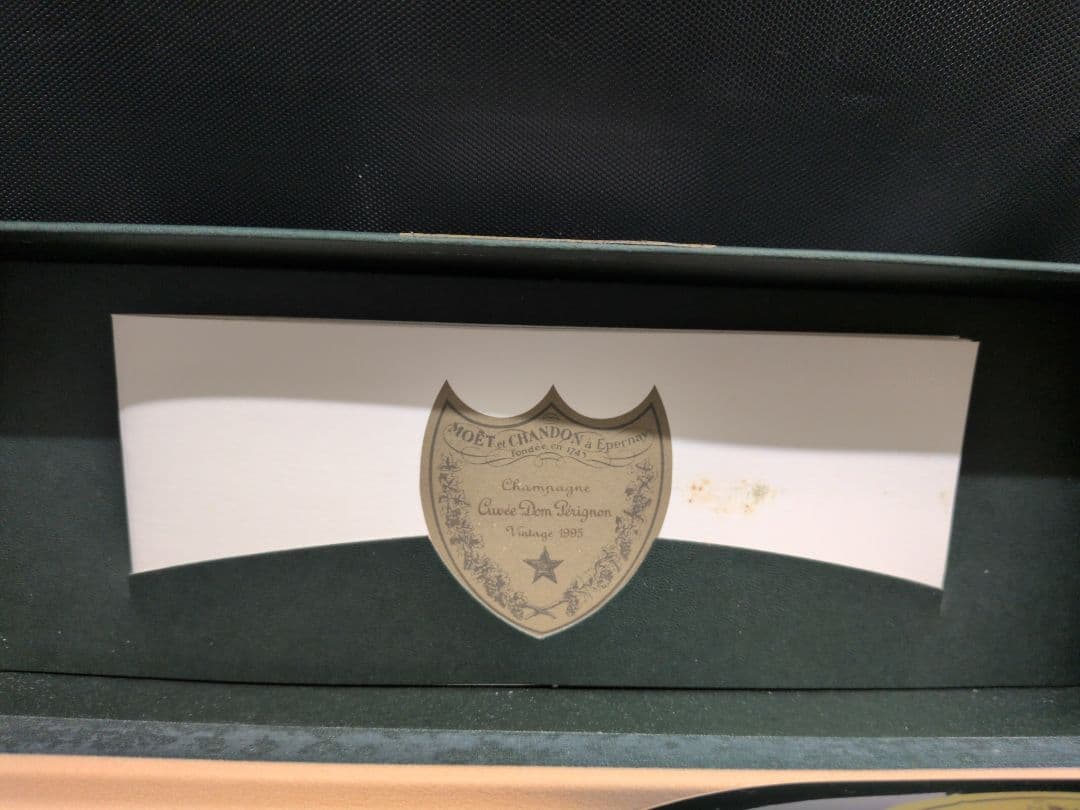 MOËT et CHANDON à Epernay
Fondée en 1743
Champagne
Cuvée Dom Pérignon
Vintage 1995